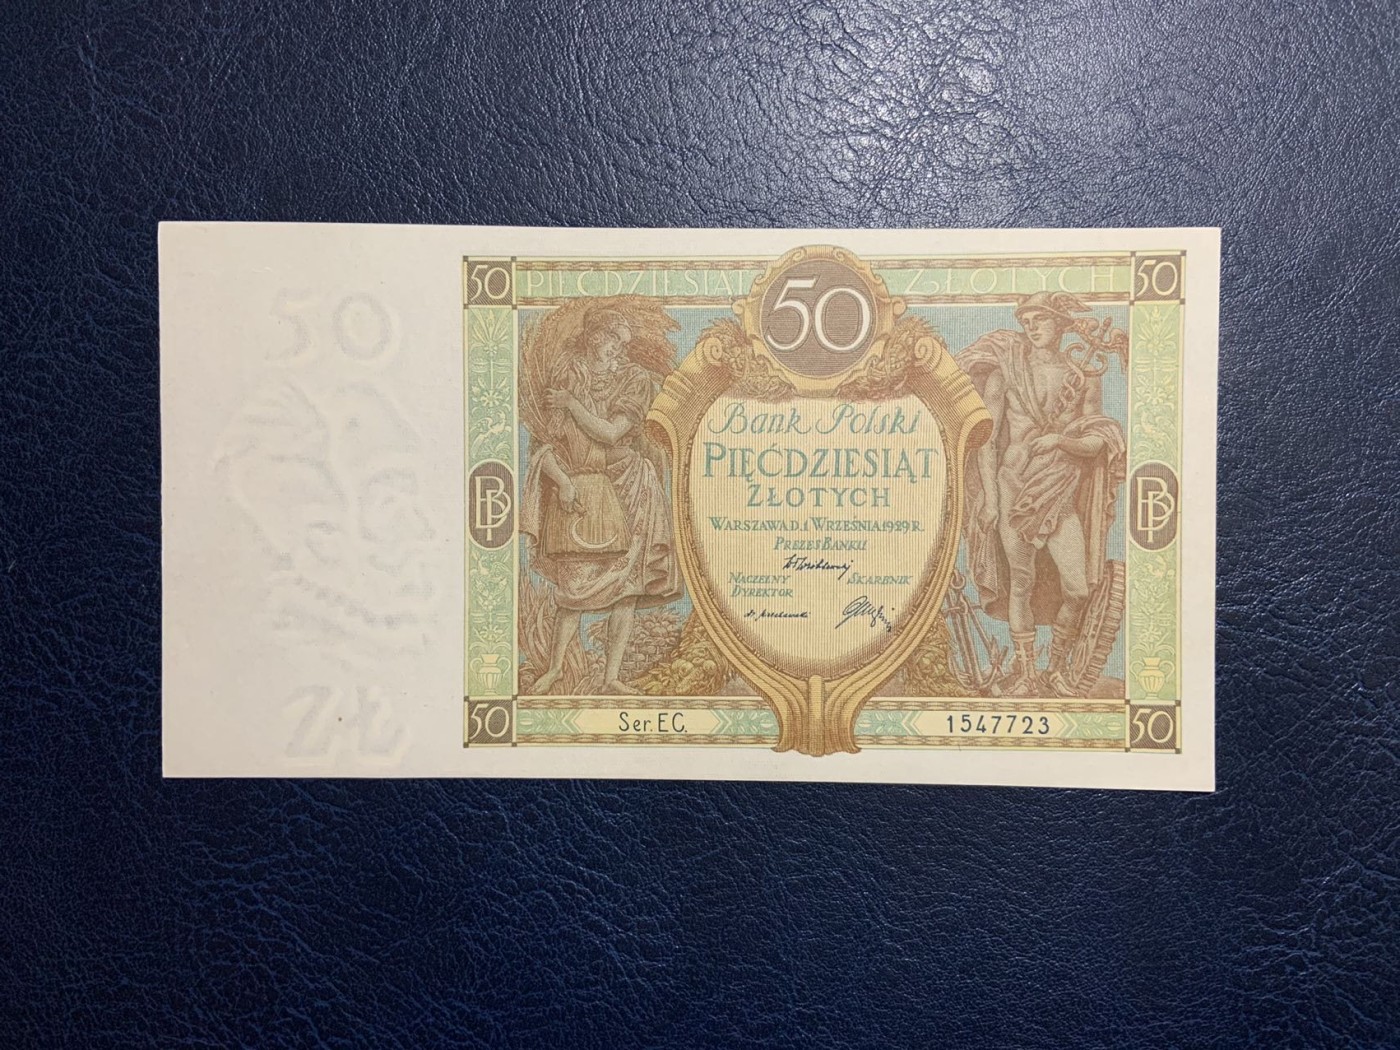 50 PIĘĆDZIESIĄT 50 ZŁOTYCH 50
50
Bank Polski
PIĘĆDZIESIĄT
ZŁOTYCH
WARSZAWA D. 1 WRZEŚNIA 1929 R.
PREZES BANKU
NACZELNY DYREKTOR
SKARBNIK
BP BP
50 Ser. EC. 1547723 50
ZŁ